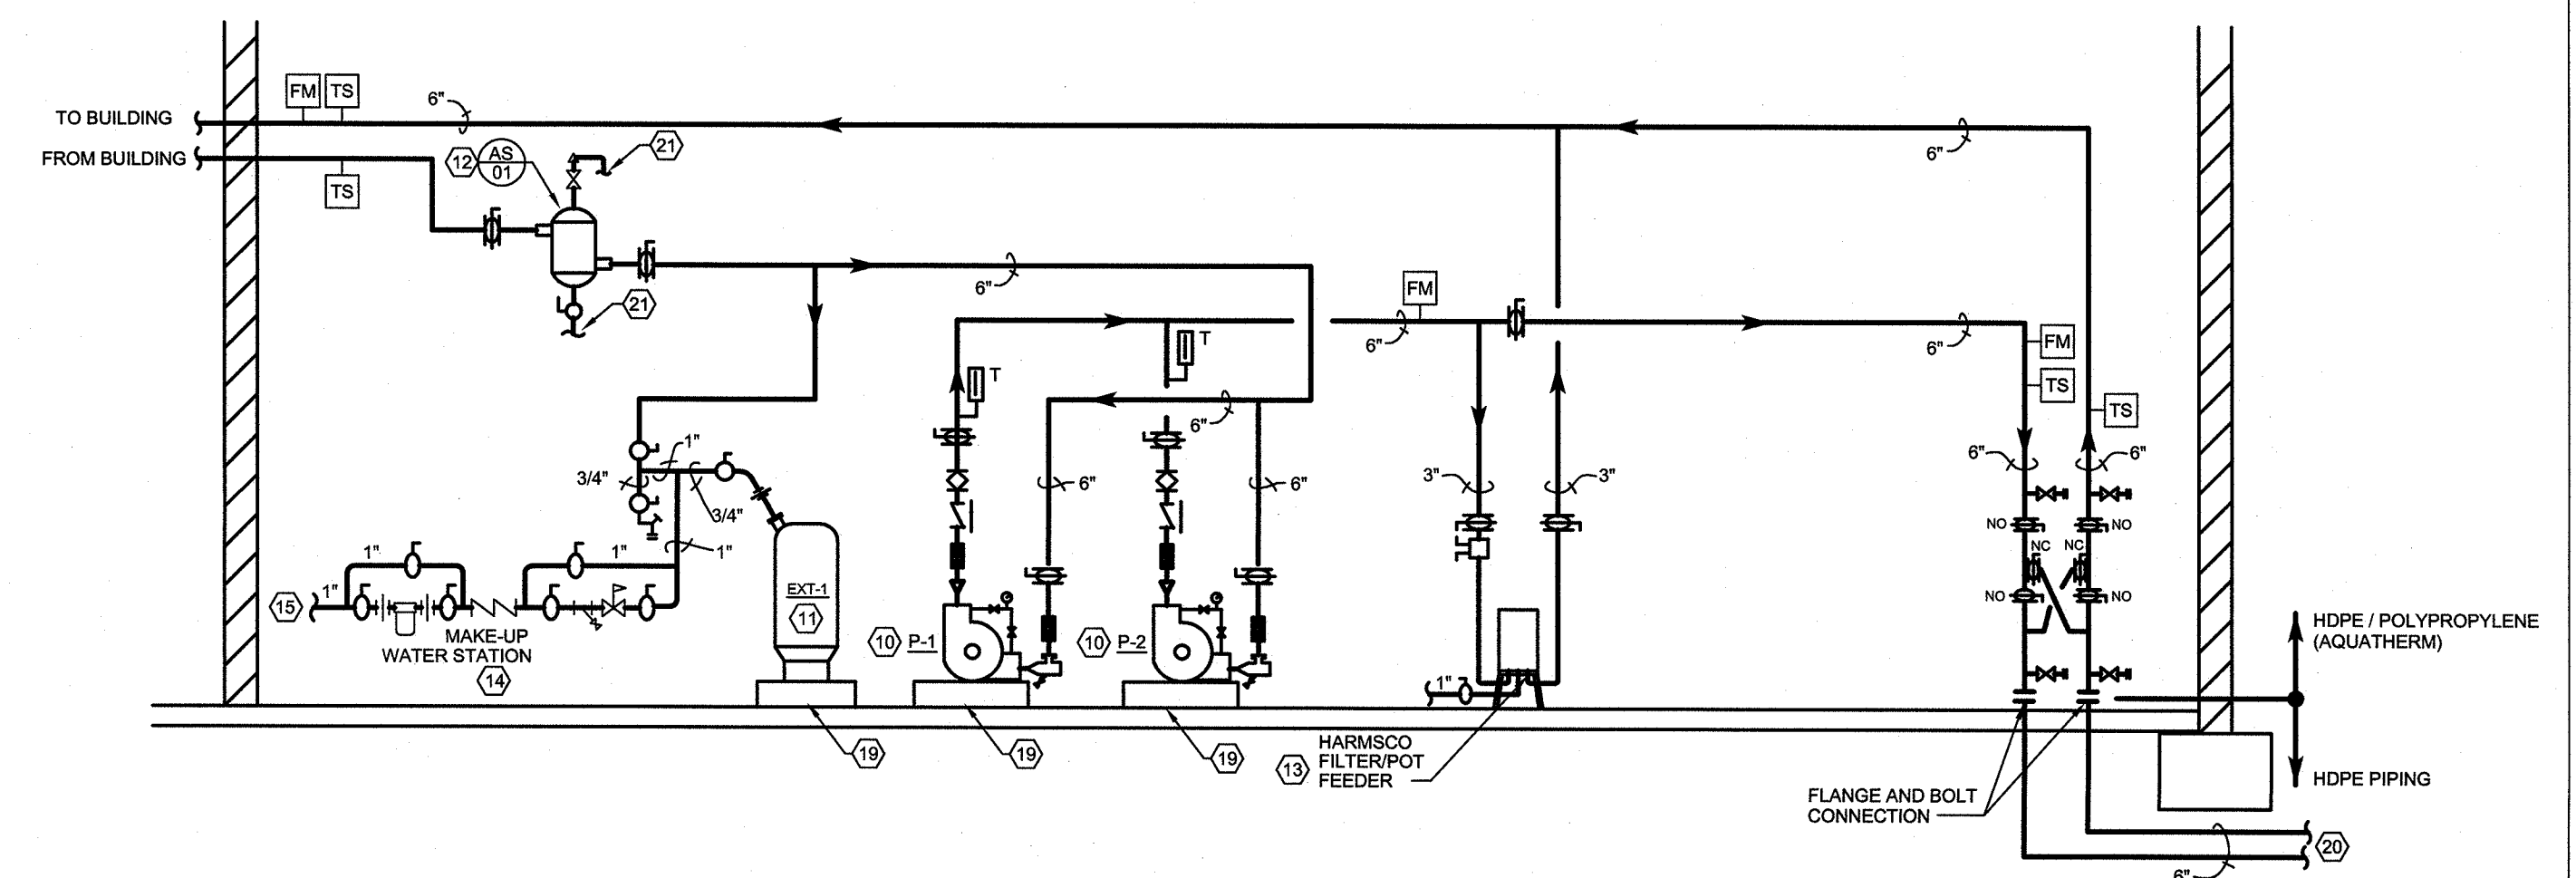 FM TS
6"
TO BUILDING
FROM BUILDING
TS
12
AS
01
21
21
6"
6"
FM
6"
6"
FM
TS
TS
T
T
6"
6"
6"
3"
3"
6"
6"
1"
3/4"
3/4"
1"
1"
1"
1"
15
MAKE-UP
WATER STATION
14
EXT-1
11
10 P-1
10 P-2
1"
NO
NO
NC
NC
NO
NO
HDPE / POLYPROPYLENE
(AQUATHERM)
19
19
19
13
HARMSCO
FILTER/POT
FEEDER
FLANGE AND BOLT
CONNECTION
HDPE PIPING
20
6"